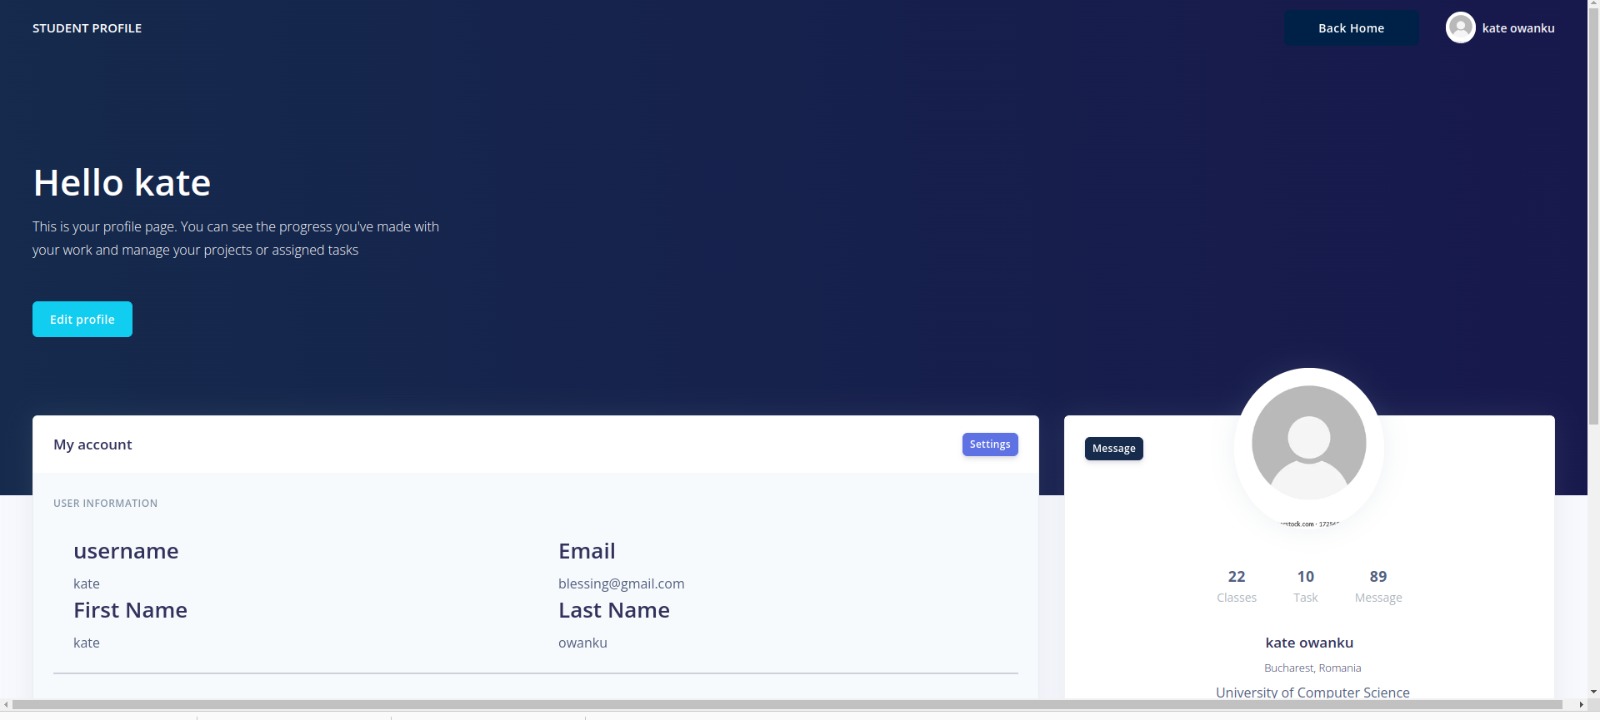 STUDENT PROFILE
Back Home
kate owanku
Hello kate
This is your profile page. You can see the progress you've made with
your work and manage your projects or assigned tasks
Edit profile
My account
Settings
Message
USER INFORMATION
username
Email
kate
blessing@gmail.com
First Name
Last Name
kate
owanku
22
10
89
Classes
Task
Message
kate owanku
Bucharest, Romania
University of Computer Science